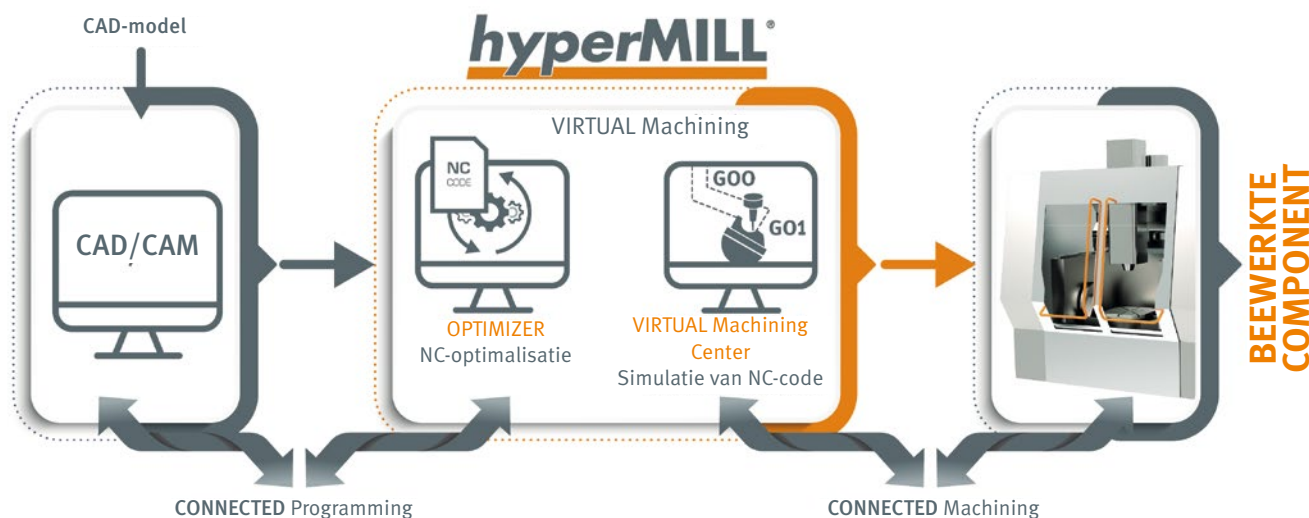 CAD-model
hyperMILL®
VIRTUAL Machining
NC
CODE
G00
G01
CAD/CAM
OPTIMIZER
NC-optimalisatie
VIRTUAL Machining
Center
Simulatie van NC-code
BEEWERKTE
COMPONENT
CONNECTED Programming
CONNECTED Machining